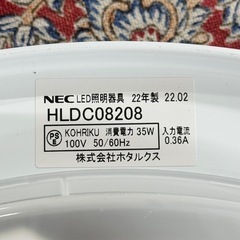 NEC LED照明器具 22年製 22.02
HLDC08208
PSE KOHRIKU 消費電力 35W 入力電流
100V 50/60Hz 0.36A
株式会社ホタルクス